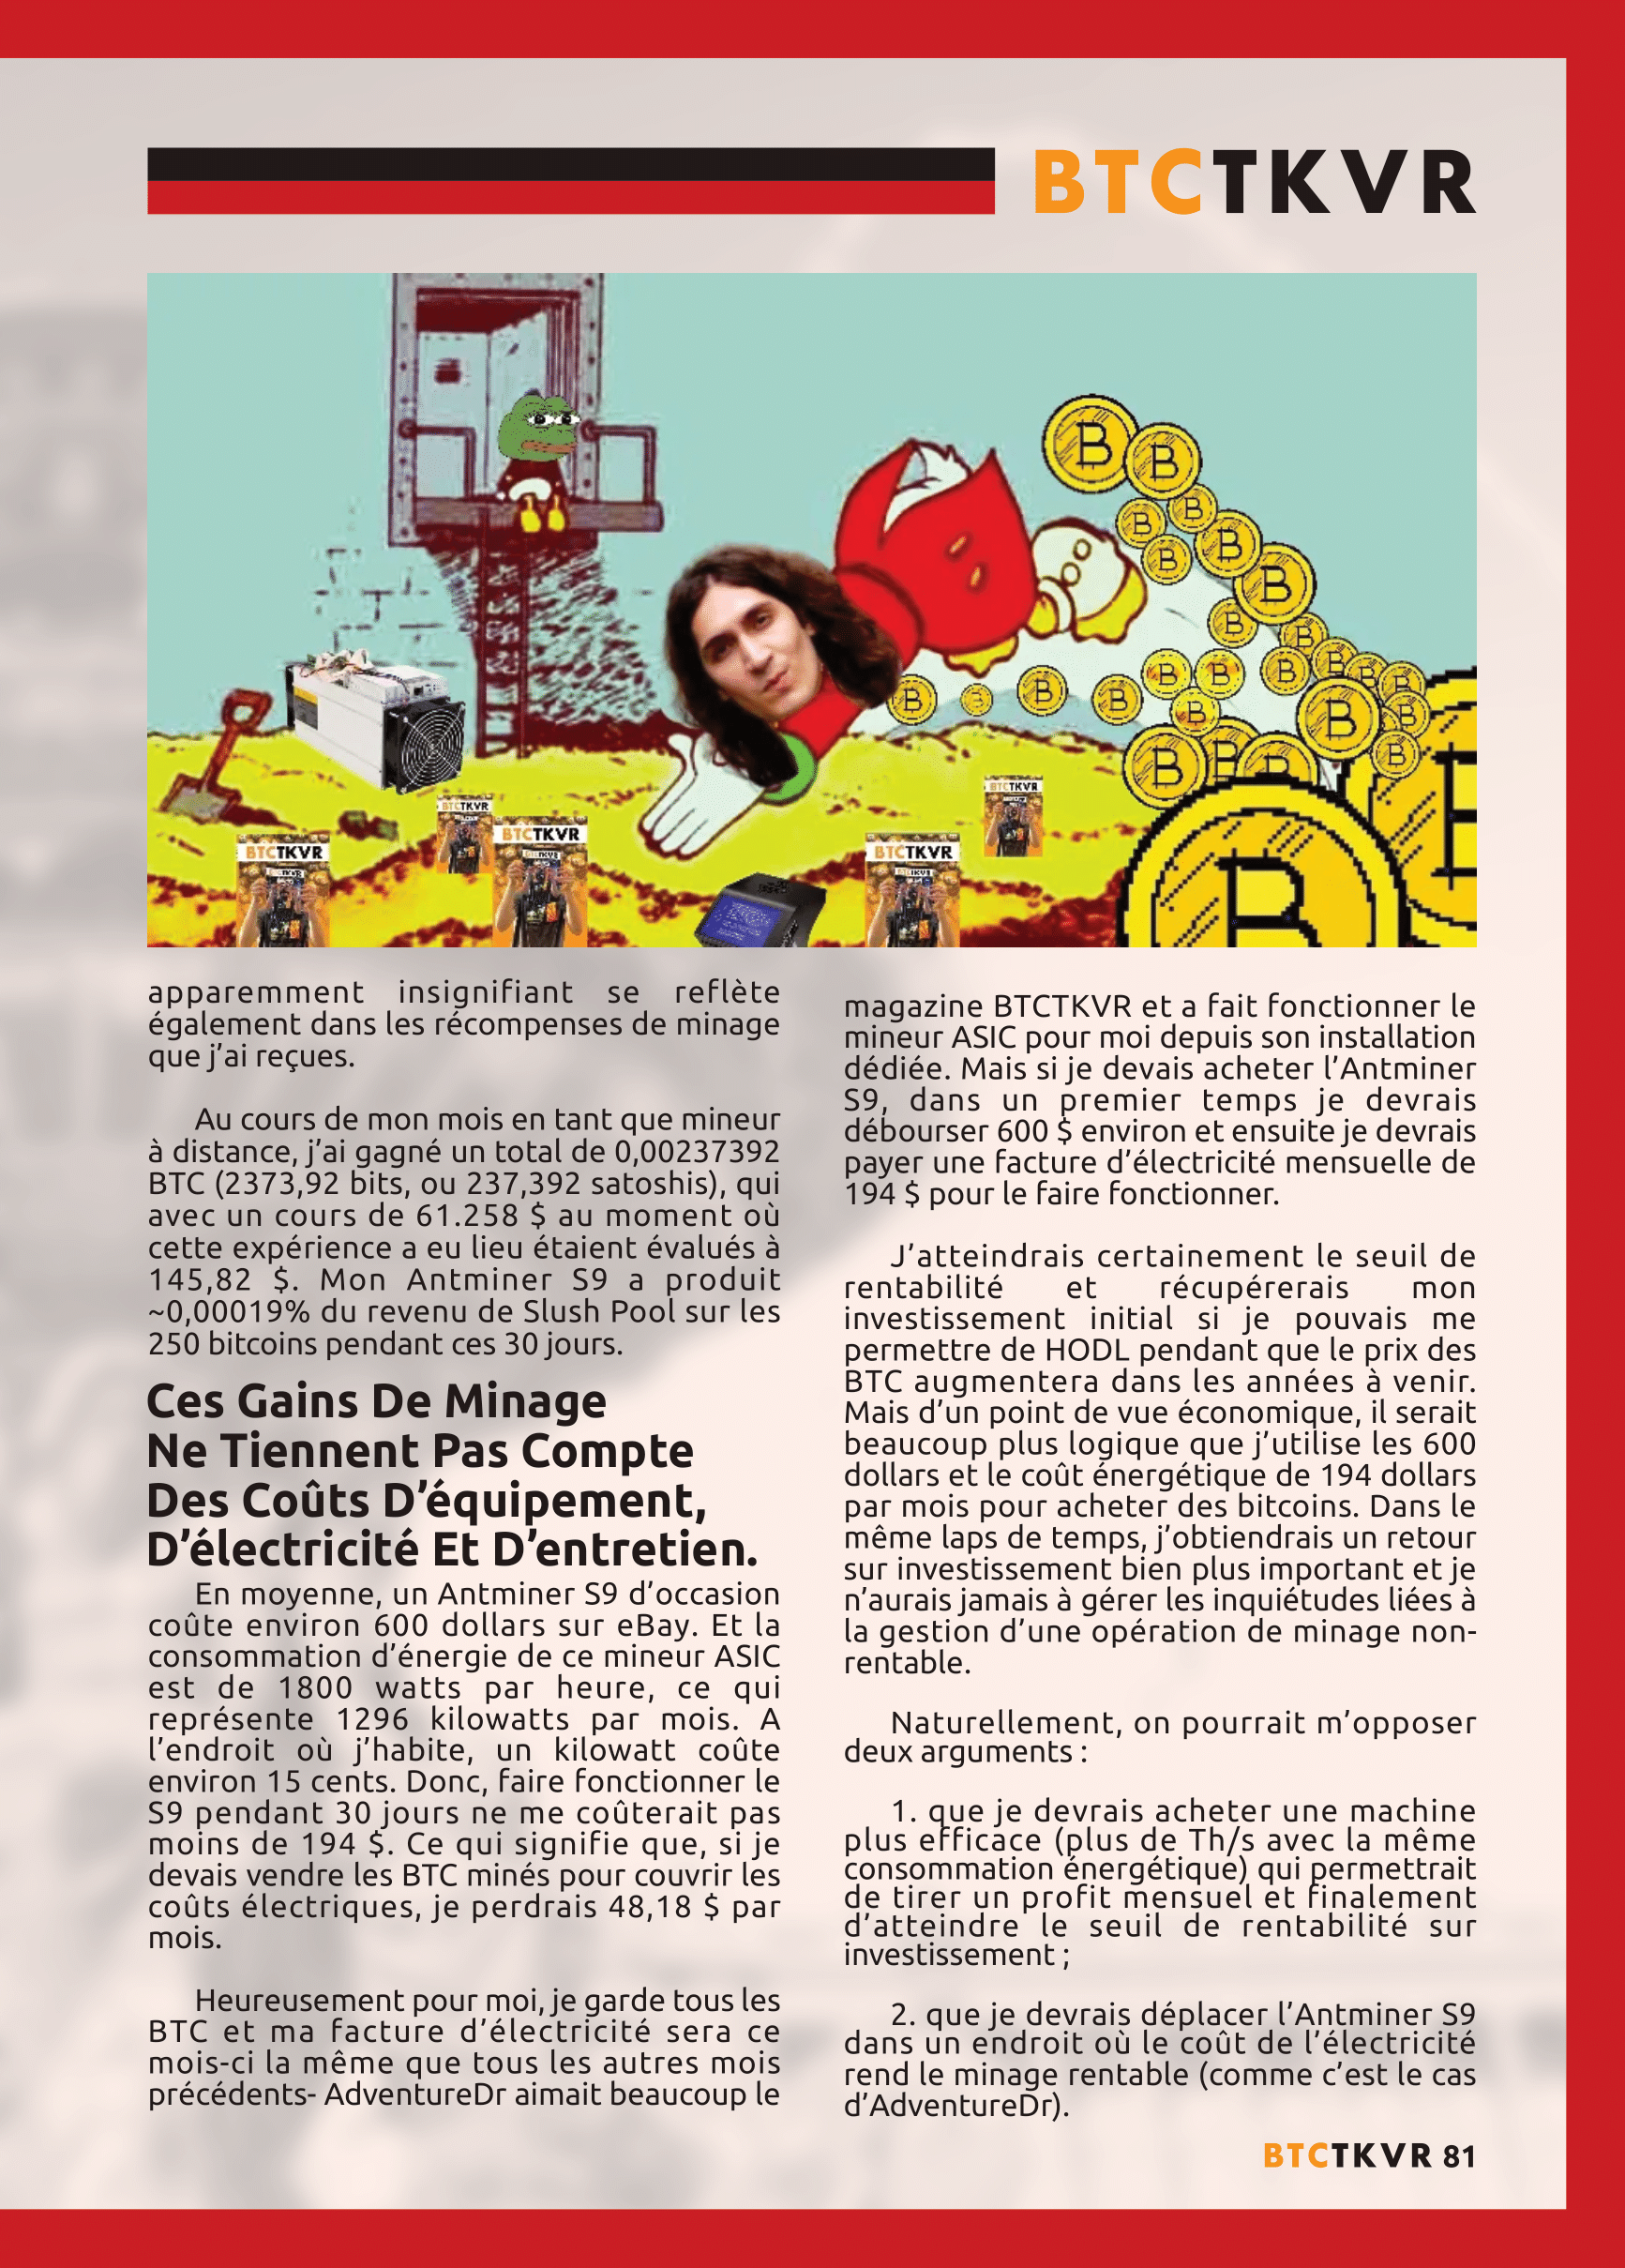 BTCTKVR
BTCTKVR
BTCTKVR
BTCTKVR
BTCTKVR
BTCTKVR
apparemment insignifiant se reflète
également dans les récompenses de minage
que j’ai reçues.
Au cours de mon mois en tant que mineur
à distance, j’ai gagné un total de 0,00237392
BTC (2373,92 bits, ou 237,392 satoshis), qui
avec un cours de 61.258 $ au moment où
cette expérience a eu lieu étaient évalués à
145,82 $. Mon Antminer S9 a produit
~0,00019% du revenu de Slush Pool sur les
250 bitcoins pendant ces 30 jours.
Ces Gains De Minage
Ne Tiennent Pas Compte
Des Coûts D’équipement,
D’électricité Et D’entretien.
En moyenne, un Antminer S9 d’occasion
coûte environ 600 dollars sur eBay. Et la
consommation d’énergie de ce mineur ASIC
est de 1800 watts par heure, ce qui
représente 1296 kilowatts par mois. A
l’endroit où j’habite, un kilowatt coûte
environ 15 cents. Donc, faire fonctionner le
S9 pendant 30 jours ne me coûterait pas
moins de 194 $. Ce qui signifie que, si je
devais vendre les BTC minés pour couvrir les
coûts électriques, je perdrais 48,18 $ par
mois.
Heureusement pour moi, je garde tous les
BTC et ma facture d’électricité sera ce
mois-ci la même que tous les autres mois
précédents- AdventureDr aimait beaucoup le
magazine BTCTKVR et a fait fonctionner le
mineur ASIC pour moi depuis son installation
dédiée. Mais si je devais acheter l’Antminer
S9, dans un premier temps je devrais
débourser 600 $ environ et ensuite je devrais
payer une facture d’électricité mensuelle de
194 $ pour le faire fonctionner.
J’atteindrais certainement le seuil de
rentabilité et récupérerais mon
investissement initial si je pouvais me
permettre de HODL pendant que le prix des
BTC augmentera dans les années à venir.
Mais d’un point de vue économique, il serait
beaucoup plus logique que j’utilise les 600
dollars et le coût énergétique de 194 dollars
par mois pour acheter des bitcoins. Dans le
même laps de temps, j’obtiendrais un retour
sur investissement bien plus important et je
n’aurais jamais à gérer les inquiétudes liées à
la gestion d’une opération de minage non-
rentable.
Naturellement, on pourrait m’opposer
deux arguments :
1. que je devrais acheter une machine
plus efficace (plus de Th/s avec la même
consommation énergétique) qui permettrait
de tirer un profit mensuel et finalement
d’atteindre le seuil de rentabilité sur
investissement ;
2. que je devrais déplacer l’Antminer S9
dans un endroit où le coût de l’électricité
rend le minage rentable (comme c’est le cas
d’AdventureDr).
BTCTKVR 81